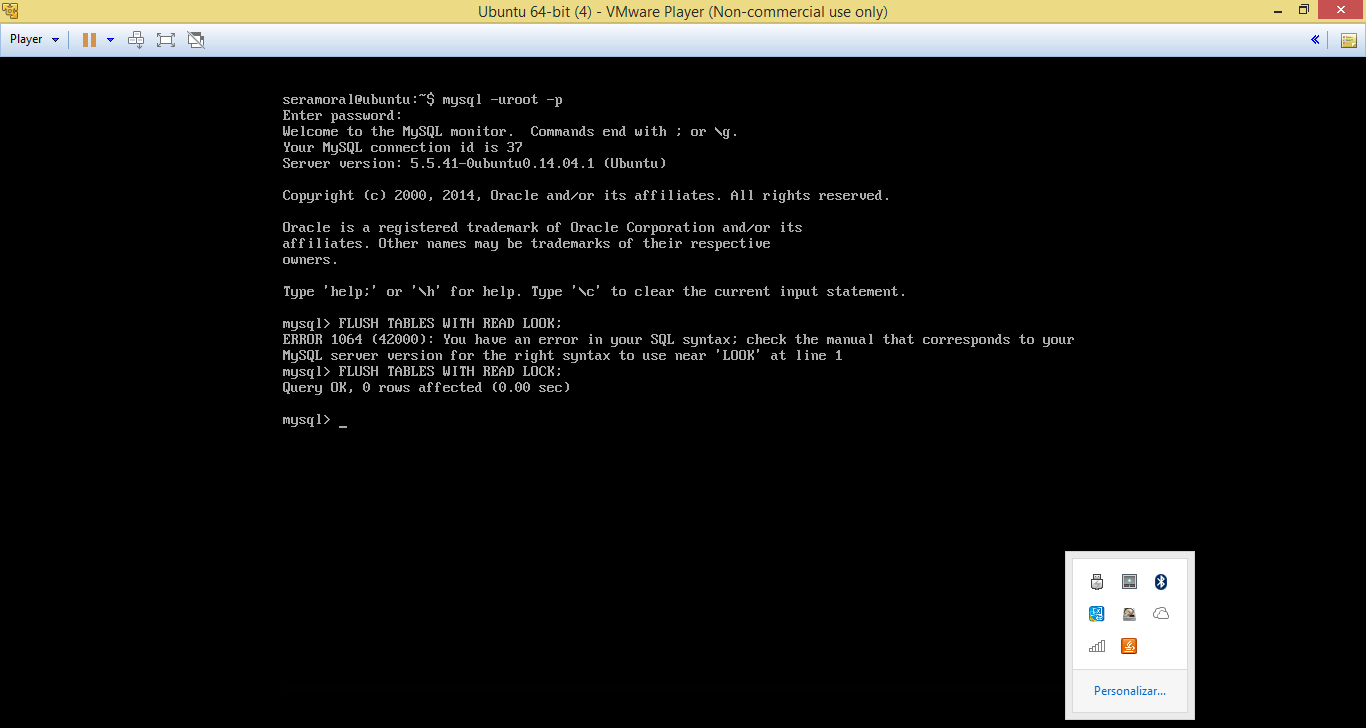 Ubuntu 64-bit (4) - VMware Player (Non-commercial use only)
Player
seramoral@ubuntu:~$ mysql -uroot -p
Enter password:
Welcome to the MySQL monitor.  Commands end with ; or \g.
Your MySQL connection id is 37
Server version: 5.5.41-0ubuntu0.14.04.1 (Ubuntu)
Copyright (c) 2000, 2014, Oracle and/or its affiliates. All rights reserved.
Oracle is a registered trademark of Oracle Corporation and/or its
affiliates. Other names may be trademarks of their respective
owners.
Type 'help;' or '\h' for help. Type '\c' to clear the current input statement.
mysql> FLUSH TABLES WITH READ LOOK;
ERROR 1064 (42000): You have an error in your SQL syntax; check the manual that corresponds to your
MySQL server version for the right syntax to use near 'LOOK' at line 1
mysql> FLUSH TABLES WITH READ LOCK;
Query OK, 0 rows affected (0.00 sec)
mysql> _
Personalizar...